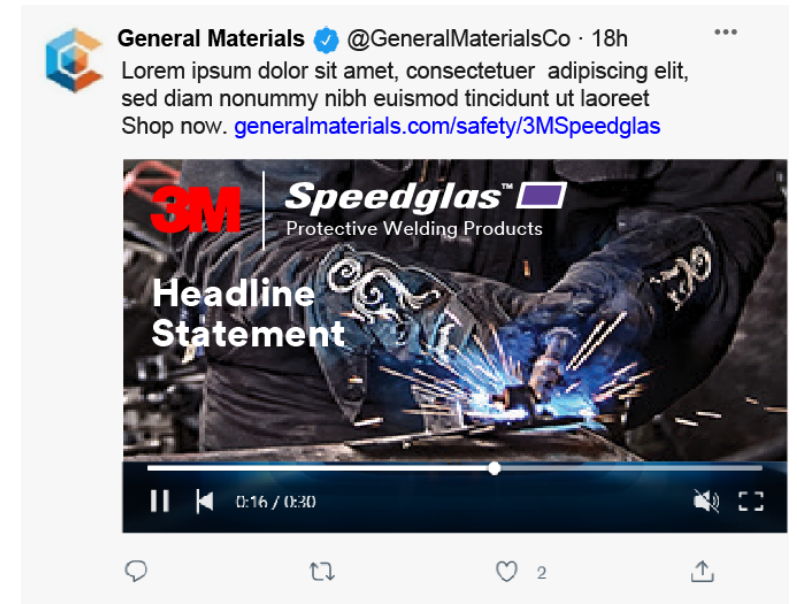 General Materials @GeneralMaterialsCo · 18h
Lorem ipsum dolor sit amet, consectetuer  adipiscing elit,
sed diam nonummy nibh euismod tincidunt ut laoreet
Shop now. generalmaterials.com/safety/3MSpeedglas
3M
Speedglas™
Protective Welding Products
Headline
Statement
0:16 / 0:30
2